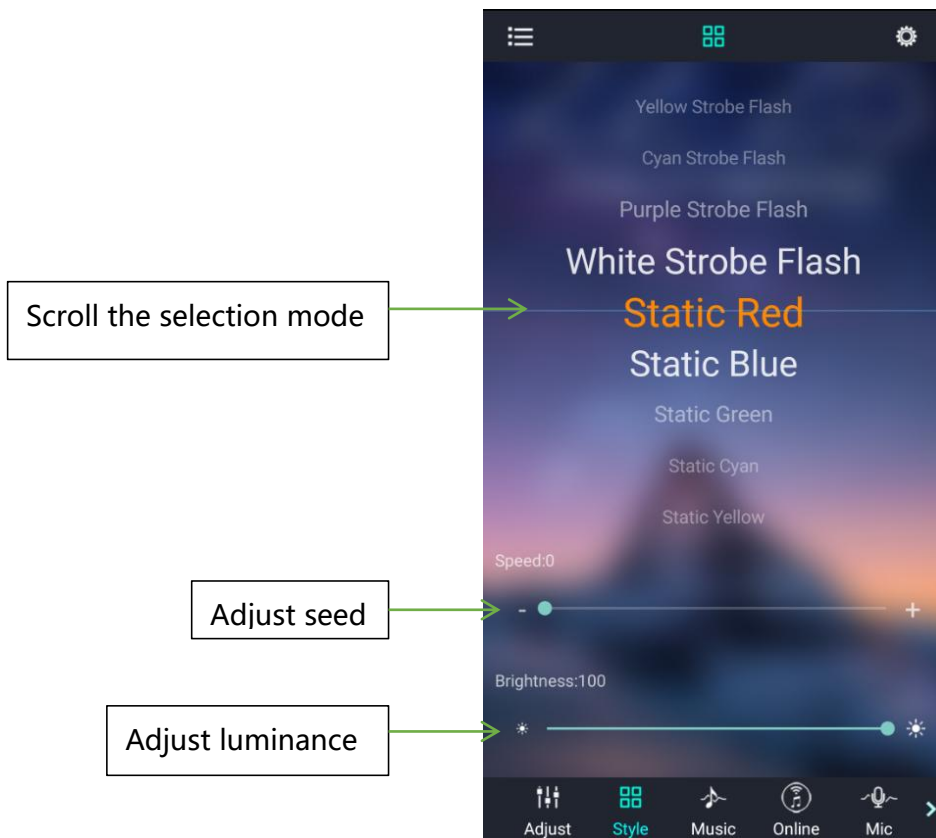 Yellow Strobe Flash
Cyan Strobe Flash
Purple Strobe Flash
White Strobe Flash
Scroll the selection mode
Static Red
Static Blue
Static Green
Static Cyan
Static Yellow
Speed:0
Adjust seed
- +
Brightness:100
Adjust luminance
Adjust Style Music Online Mic